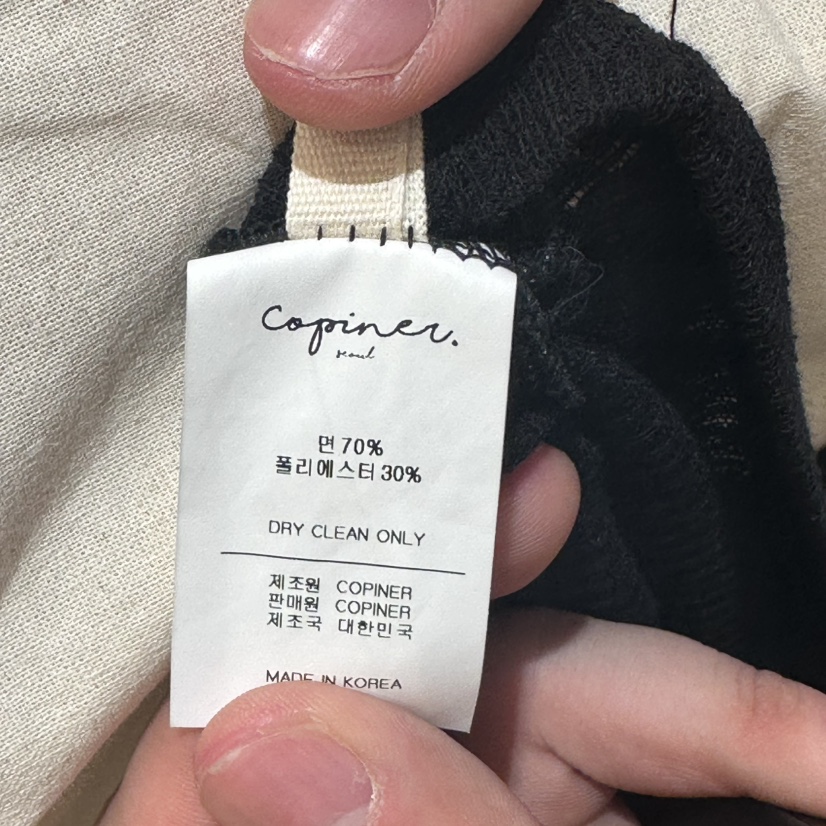 Copiner.
seoul
면 70%
폴리에스터 30%
DRY CLEAN ONLY
제조원 COPINER
판매원 COPINER
제조국 대한민국
MADE IN KOREA